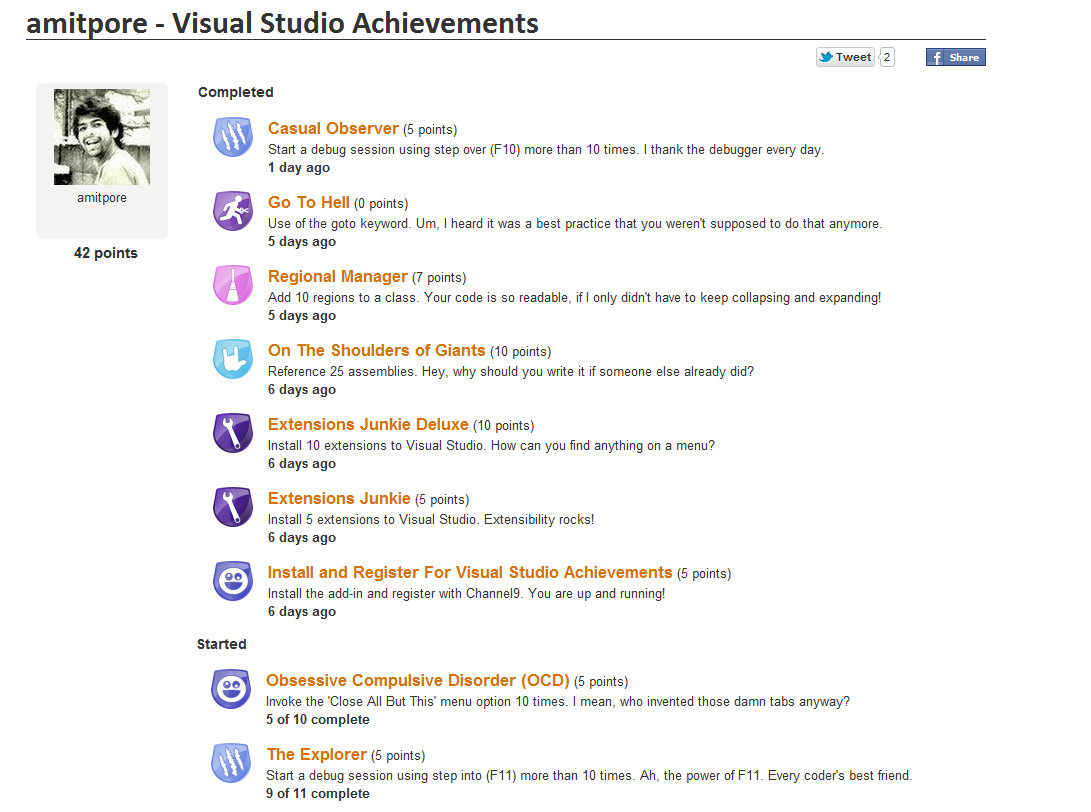 amitpore - Visual Studio Achievements
Tweet 2 Share
Completed
Casual Observer (5 points)
Start a debug session using step over (F10) more than 10 times. I thank the debugger every day.
1 day ago
amitpore
42 points
Go To Hell (0 points)
Use of the goto keyword. Um, I heard it was a best practice that you weren't supposed to do that anymore.
5 days ago
Regional Manager (7 points)
Add 10 regions to a class. Your code is so readable, if I only didn't have to keep collapsing and expanding!
5 days ago
On The Shoulders of Giants (10 points)
Reference 25 assemblies. Hey, why should you write it if someone else already did?
6 days ago
Extensions Junkie Deluxe (10 points)
Install 10 extensions to Visual Studio. How can you find anything on a menu?
6 days ago
Extensions Junkie (5 points)
Install 5 extensions to Visual Studio. Extensibility rocks!
6 days ago
Install and Register For Visual Studio Achievements (5 points)
Install the add-in and register with Channel9. You are up and running!
6 days ago
Started
Obsessive Compulsive Disorder (OCD) (5 points)
Invoke the 'Close All But This' menu option 10 times. I mean, who invented those damn tabs anyway?
5 of 10 complete
The Explorer (5 points)
Start a debug session using step into (F11) more than 10 times. Ah, the power of F11. Every coder's best friend.
9 of 11 complete